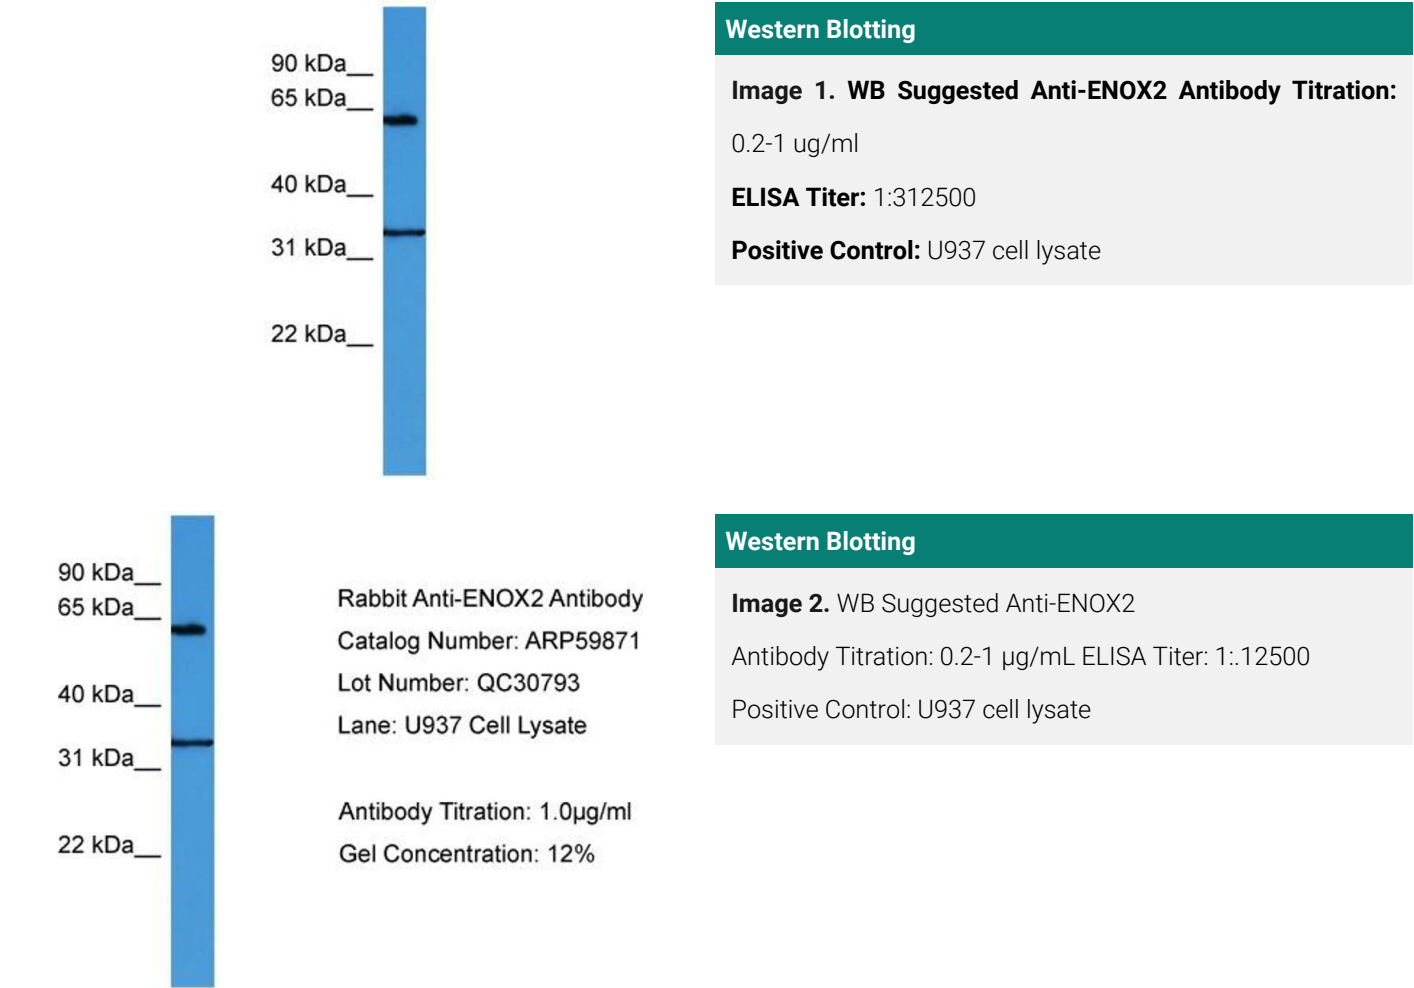 90 kDa__
65 kDa__
40 kDa__
31 kDa__
22 kDa__
Western Blotting
Image 1. WB Suggested Anti-ENOX2 Antibody Titration:
0.2-1 ug/ml
ELISA Titer: 1:312500
Positive Control: U937 cell lysate
90 kDa__
65 kDa__
40 kDa__
31 kDa__
22 kDa__
Rabbit Anti-ENOX2 Antibody
Catalog Number: ARP59871
Lot Number: QC30793
Lane: U937 Cell Lysate
Antibody Titration: 1.0µg/ml
Gel Concentration: 12%
Western Blotting
Image 2. WB Suggested Anti-ENOX2
Antibody Titration: 0.2-1 µg/mL ELISA Titer: 1:.12500
Positive Control: U937 cell lysate